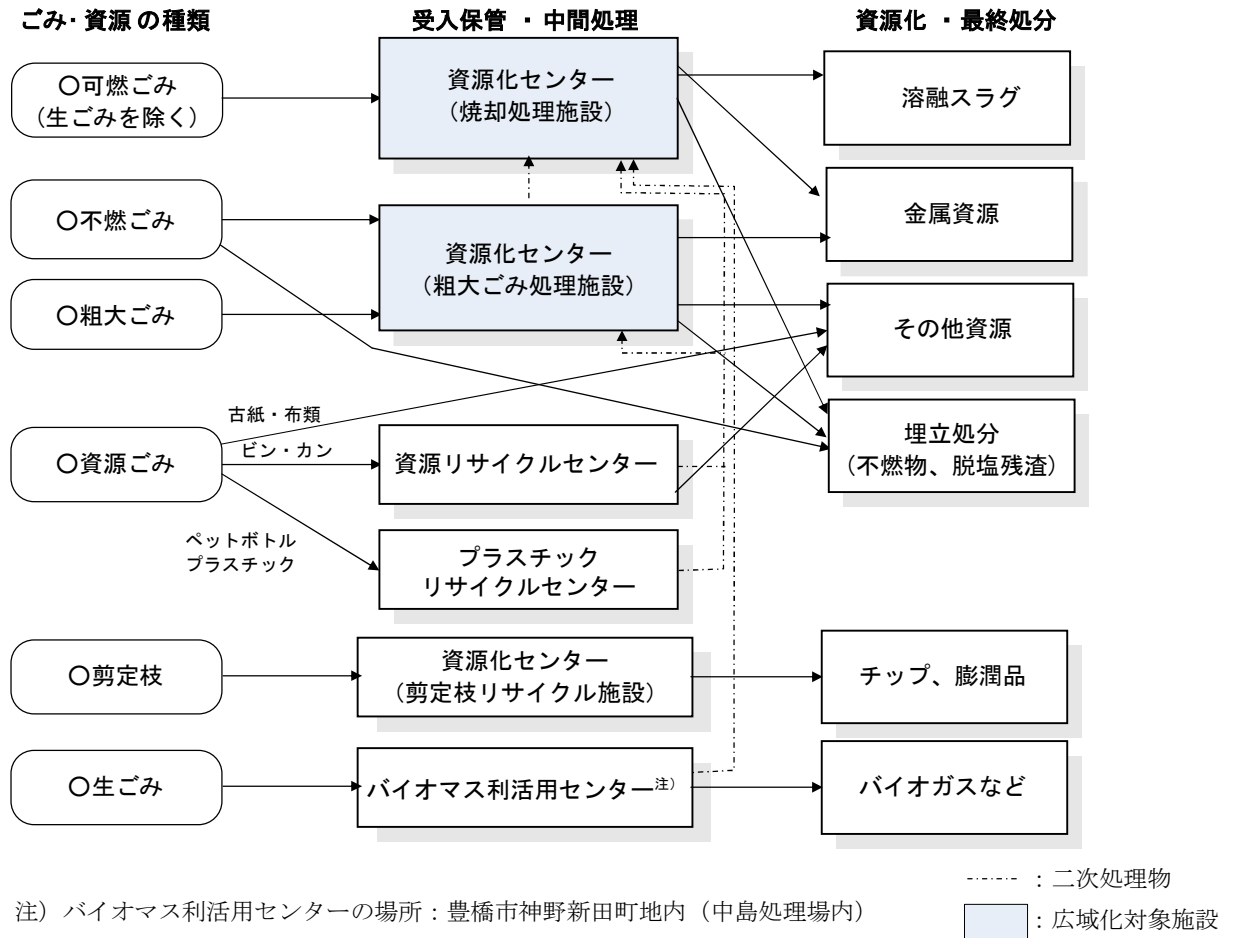 ごみ・資源の種類
受入保管 ・中間処理
資源化 ・最終処分
〇可燃ごみ
（生ごみを除く）
資源化センター
（焼却処理施設）
溶融スラグ
〇不燃ごみ
金属資源
資源化センター
（粗大ごみ処理施設）
〇粗大ごみ
その他資源
古紙・布類
埋立処分
（不燃物、脱塩残渣）
ビン・カン
〇資源ごみ
資源リサイクルセンター
ペットボトル
プラスチック
プラスチック
リサイクルセンター
〇剪定枝
資源化センター
（剪定枝リサイクル施設）
チップ、膨潤品
〇生ごみ
バイオマス利活用センター注）
バイオガスなど
：二次処理物
注）バイオマス利活用センターの場所：豊橋市神野新田町地内（中島処理場内）
：広域化対象施設